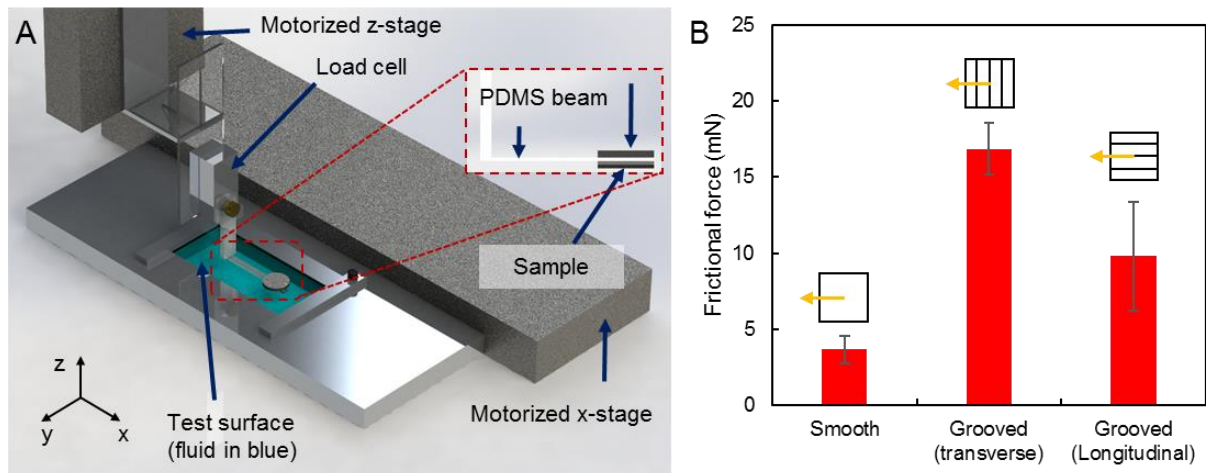 A
Motorized z-stage
Load cell
PDMS beam
Sample
Motorized x-stage
Test surface
(fluid in blue)
z
y
x
B
Frictional force (mN)
25
20
15
10
5
0
Smooth
Grooved
(transverse)
Grooved
(Longitudinal)